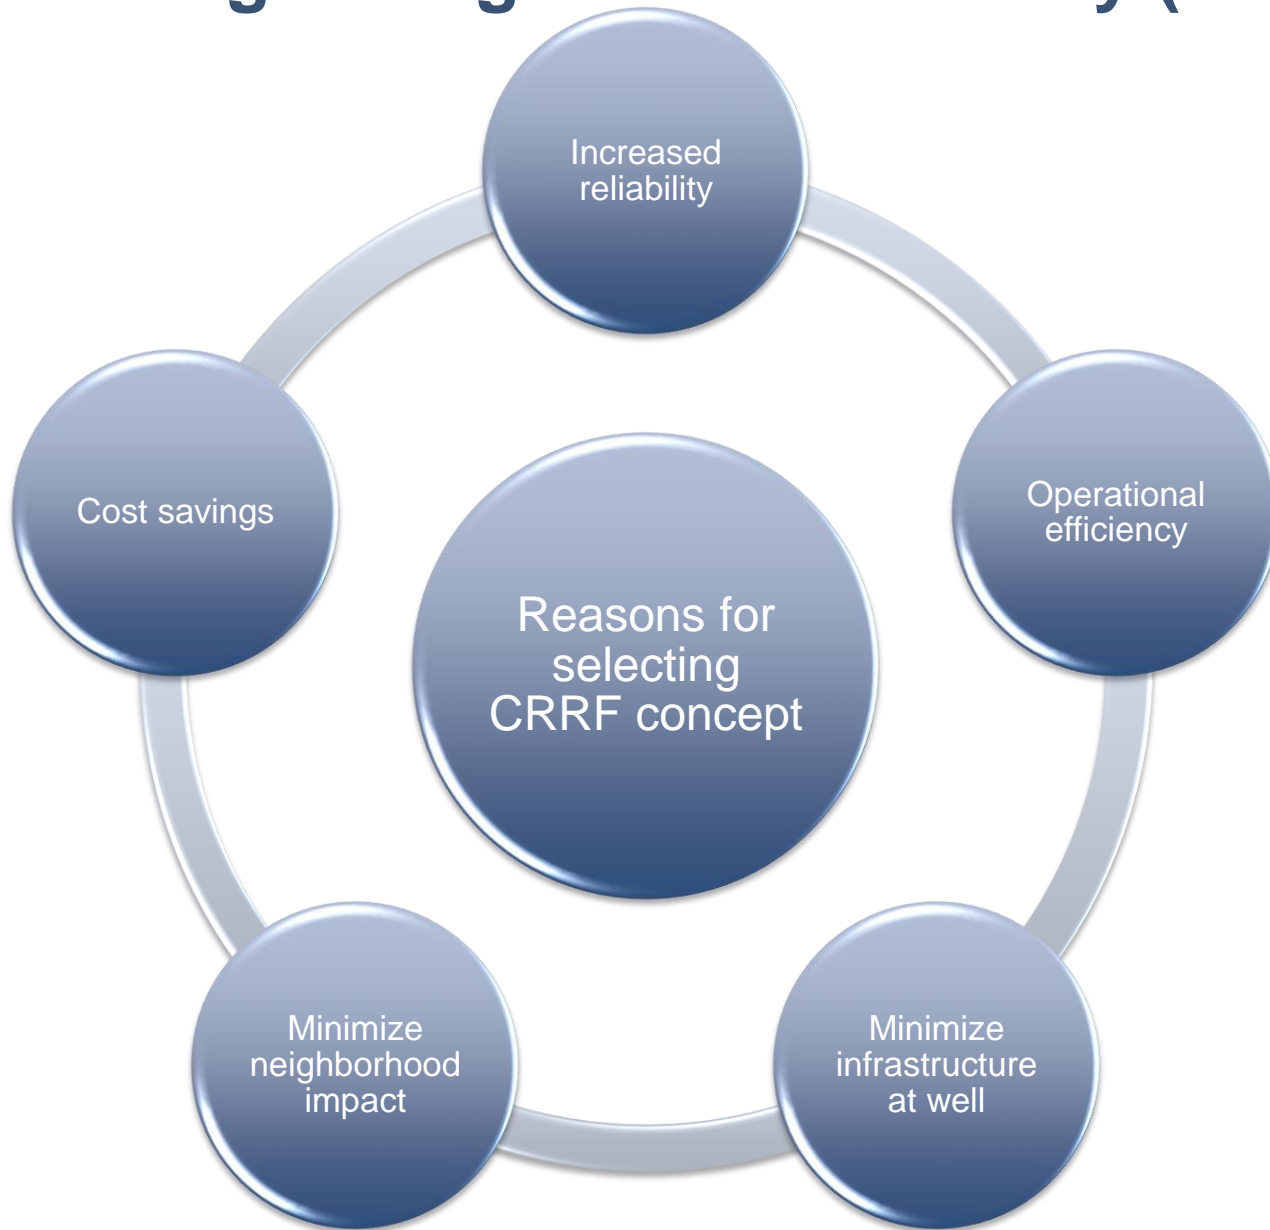 Increased
reliability
Operational
efficiency
Cost savings
Reasons for
selecting
CRRF concept
Minimize
neighborhood
impact
Minimize
infrastructure
at well